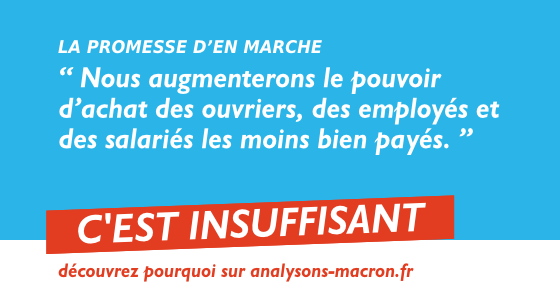 LA PROMESSE D’EN MARCHE
“ Nous augmenterons le pouvoir
d’achat des ouvriers, des employés et
des salariés les moins bien payés. ”
C'EST INSUFFISANT
découvrez pourquoi sur analysons-macron.fr